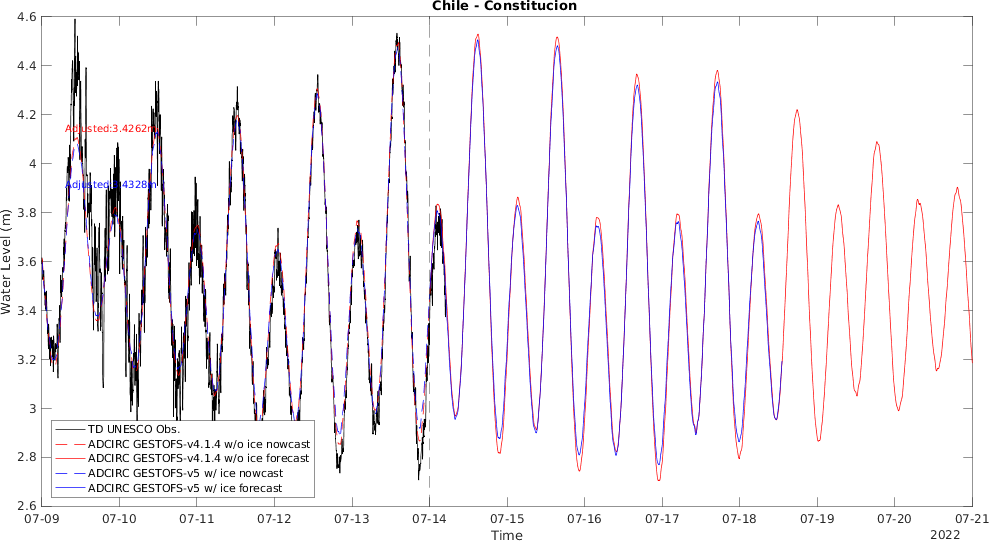 Chile - Constitucion
4.6
4.4
4.2
4
3.8
3.6
3.4
3.2
3
2.8
2.6
Water Level (m)
Adjusted:3.4262m
Adjusted
4328m
TD UNESCO Obs.
ADCIRC GESTOFS-v4.1.4 w/o ice nowcast
ADCIRC GESTOFS-v4.1.4 w/o ice forecast
ADCIRC GESTOFS-v5 w/ ice nowcast
ADCIRC GESTOFS-v5 w/ ice forecast
07-09 07-10 07-11 07-12 07-13 07-14 07-15 07-16 07-17 07-18 07-19 07-20 07-21
Time
2022